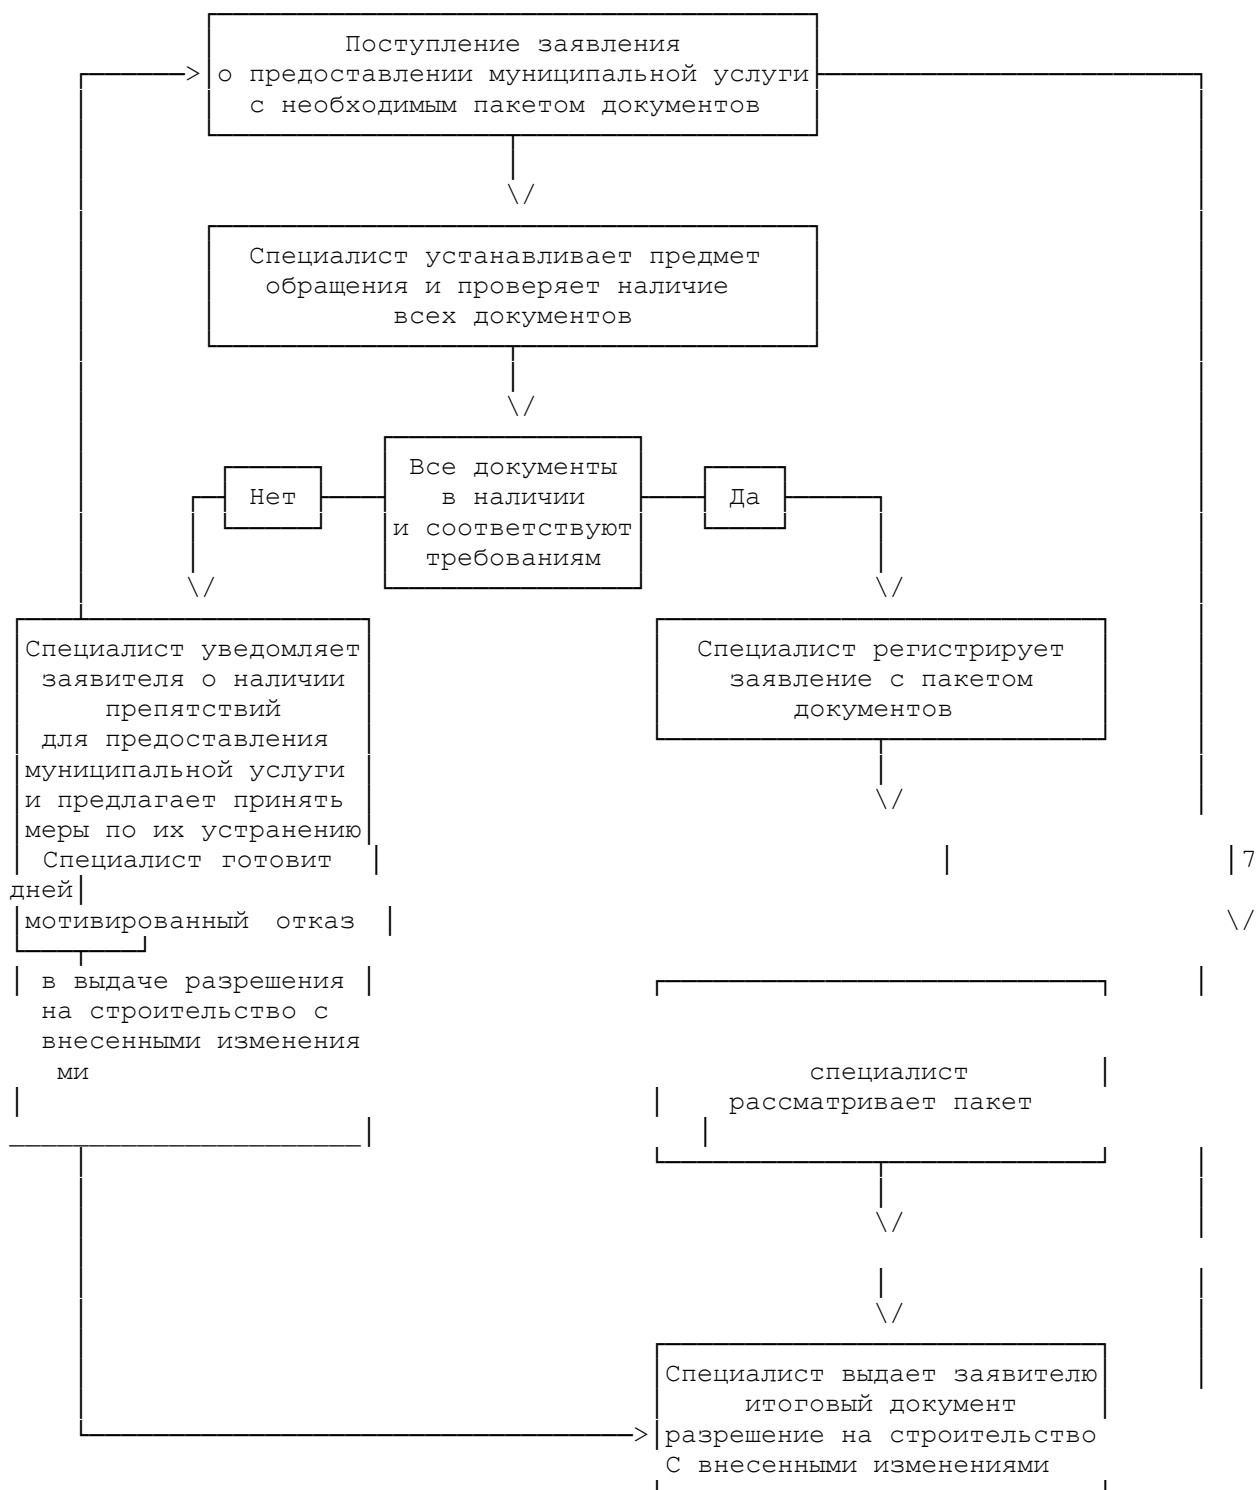 Поступление заявления
о предоставлении муниципальной услуги
с необходимым пакетом документов
Специалист устанавливает предмет
обращения и проверяет наличие
всех документов
Нет
Все документы
в наличии
и соответствуют
требованиям
Да
Специалист уведомляет
заявителя о наличии
препятствий
для предоставления
муниципальной услуги
и предлагает принять
меры по их устранению
Специалист готовит
7
дней
мотивированный отказ
в выдаче разрешения
на строительство с
внесенными изменения
ми
Специалист регистрирует
заявление с пакетом
документов
специалист
рассматривает пакет
Специалист выдает заявителю
итоговый документ
разрешение на строительство
С внесенными изменениями